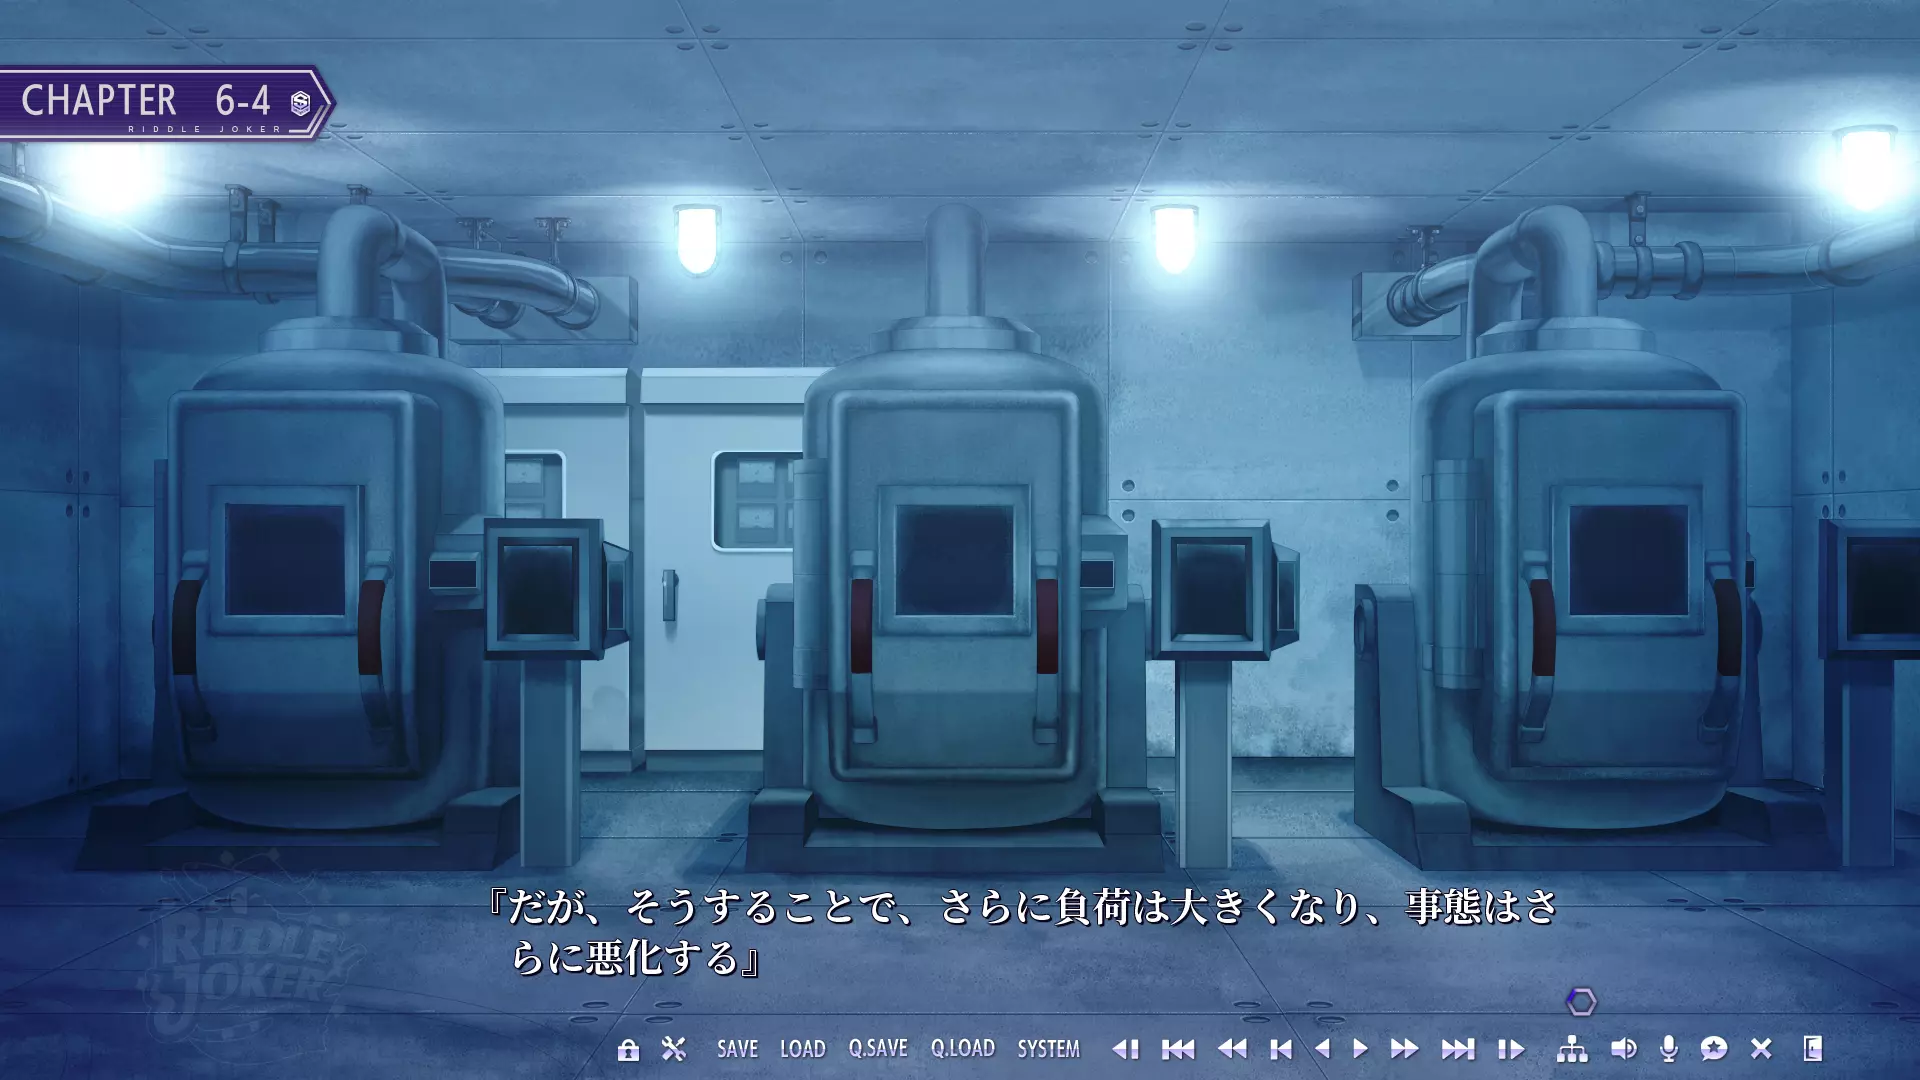 CHAPTER 6-4
RIDDLE JOKER
『だが、そうすることで、さらに負荷は大きくなり、事態はさ
らに悪化する』
RIDDLE
JOKER
SAVE LOAD Q.SAVE Q.LOAD SYSTEM